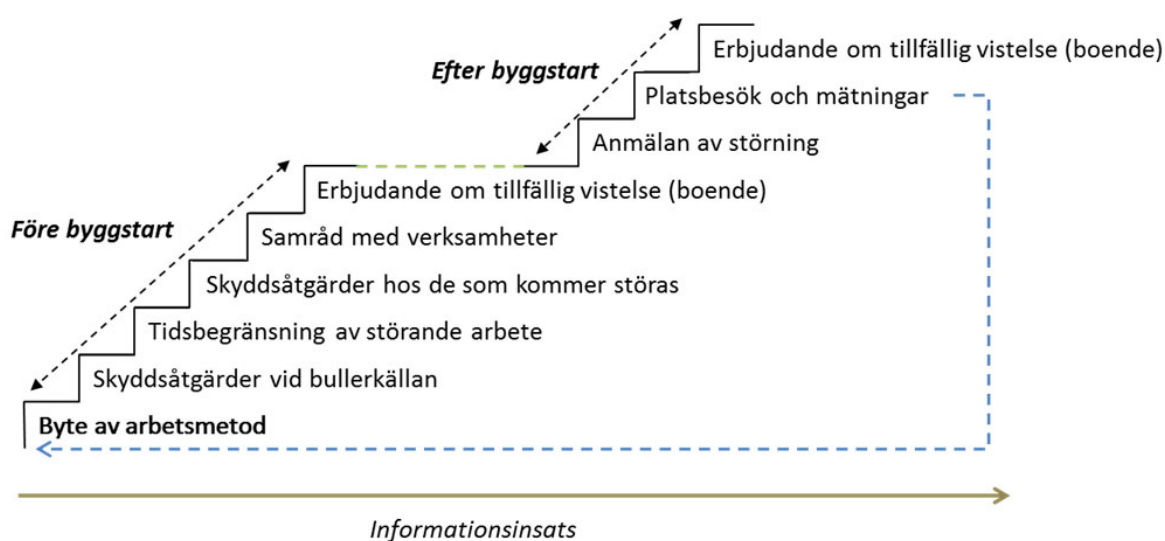 Erbjudande om tillfällig vistelse (boende)
Efter byggstart
Platsbesök och mätningar
Anmälan av störning
Erbjudande om tillfällig vistelse (boende)
Före byggstart
Samråd med verksamheter
Skyddsåtgärder hos de som kommer störas
Tidsbegränsning av störande arbete
Skyddsåtgärder vid bullerkällan
Byte av arbetsmetod
Informationsinsats